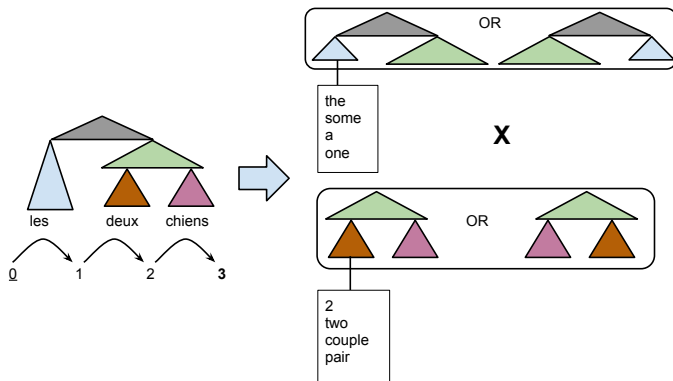 OR
the
some
a
one
X
les deux chiens
0 1 2 3
OR
2
two
couple
pair